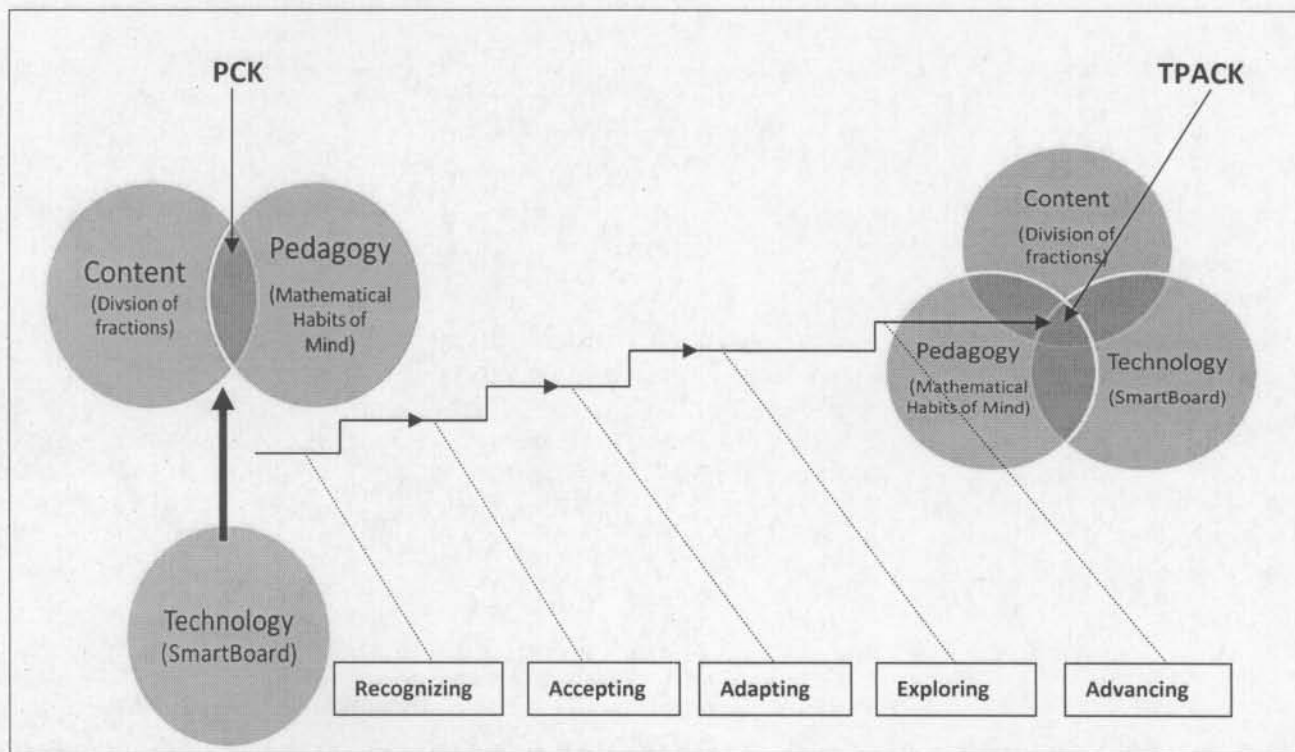 PCK
TPACK
Content
(Divsion of
fractions)
Pedagogy
(Mathematical
Habits of
Mind)
Content
(Division of
fractions)
Pedagogy
(Mathematical
Habits of Mind)
Technology
(SmartBoard)
Technology
(SmartBoard)
Recognizing
Accepting
Adapting
Exploring
Advancing